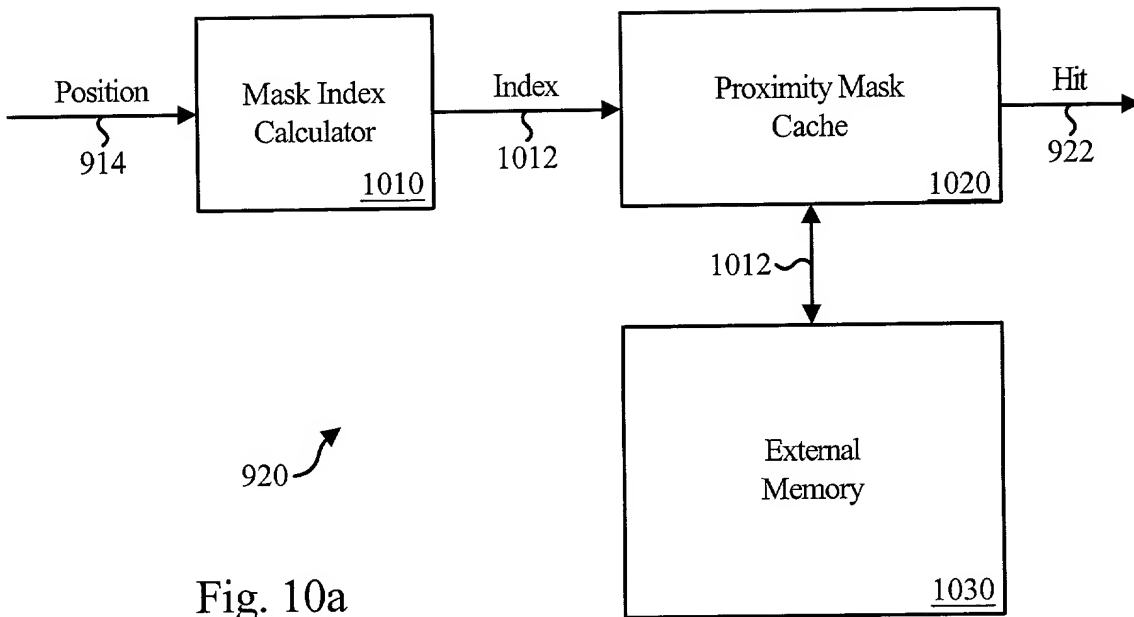 Position
914
Mask Index
Calculator
1010
Index
1012
Proximity Mask
Cache
1020
Hit
922
1012
External
Memory
1030
920
Fig. 10a